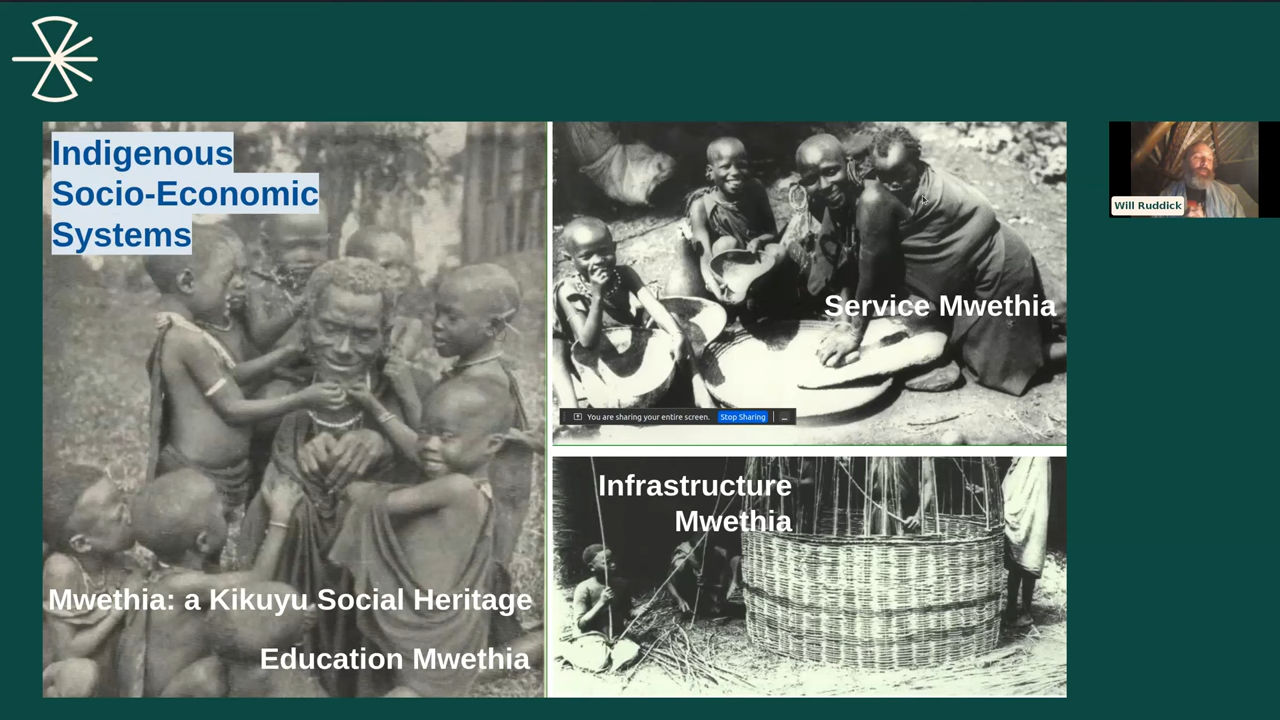 Indigenous
Socio-Economic
Systems
Mwethia: a Kikuyu Social Heritage
Education Mwethia
Service Mwethia
You are sharing your entire screen. Stop Sharing
Infrastructure
Mwethia
Will Ruddick